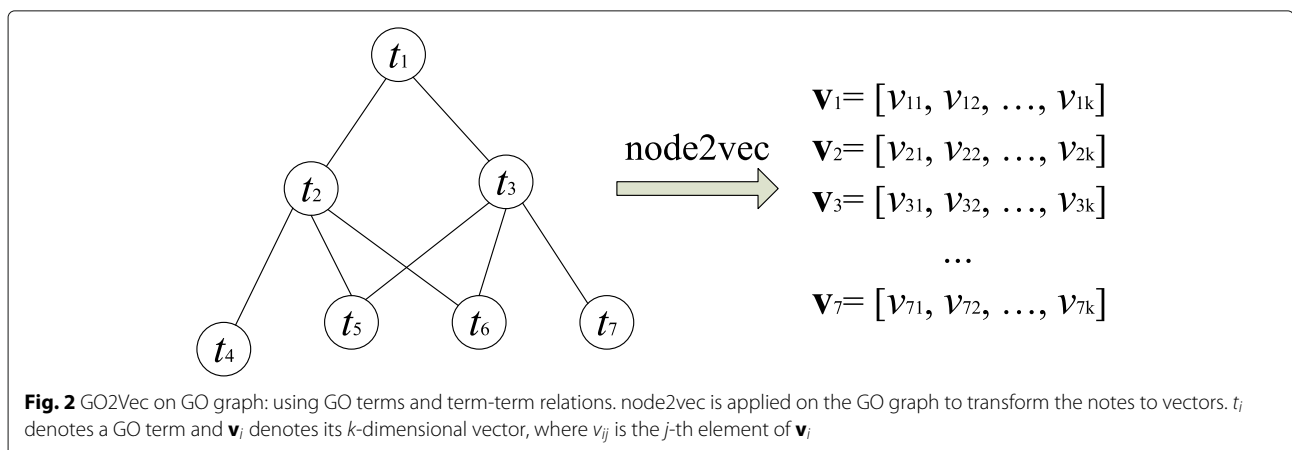 t1
t2
t3
t4
t5
t6
t7
node2vec
v1= [v11, v12, ..., v1k]
v2= [v21, v22, ..., v2k]
v3= [v31, v32, ..., v3k]
...
v7= [v71, v72, ..., v7k]
Fig. 2 GO2Vec on GO graph: using GO terms and term-term relations. node2vec is applied on the GO graph to transform the notes to vectors. ti
denotes a GO term and vi denotes its k-dimensional vector, where vij is the j-th element of vi